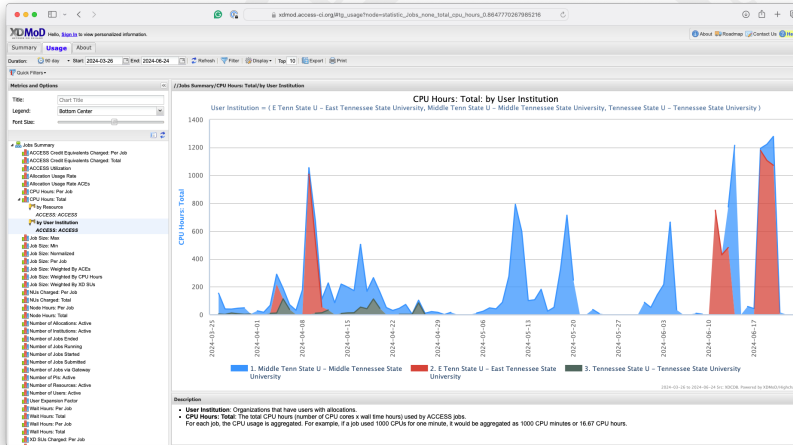 xdmod.access-ci.org/#tg_usage?node=statistic_Jobs_none_total_cpu_hours_0.8647770267985216
XDMoD Hello, Sign In to view personalized information.
About Roadmap Contact Us
Summary Usage About
Duration: 90 day Start: 2024-03-26 End: 2024-06-24 Refresh Filter Display Top 10 Export Print
Quick Filters
Metrics and Options
//Jobs Summary/CPU Hours: Total/by User Institution
Title: Chart Title
Legend: Bottom Center
Font Size:
Jobs Summary
ACCESS Credit Equivalents Charged: Per Job
ACCESS Credit Equivalents Charged: Total
ACCESS Utilization
Allocation Usage Rate
Allocation Usage Rate ACEs
CPU Hours: Per Job
CPU Hours: Total
by Resource
ACCESS: ACCESS
by User Institution
ACCESS: ACCESS
Job Size: Max
Job Size: Min
Job Size: Normalized
Job Size: Per Job
Job Size: Weighted By ACEs
Job Size: Weighted By CPU Hours
Job Size: Weighted By XD SUs
NUs Charged: Per Job
NUs Charged: Total
Node Hours: Per Job
Node Hours: Total
Number of Allocations: Active
Number of Institutions: Active
Number of Jobs Ended
Number of Jobs Running
Number of Jobs Started
Number of Jobs Submitted
Number of Jobs via Gateway
Number of PIs: Active
Number of Resources: Active
Number of Users: Active
User Expansion Factor
Wait Hours: Per Job
Wait Hours: Total
Wall Hours: Per Job
Wall Hours: Total
XD SUs Charged: Per Job
CPU Hours: Total: by User Institution
User Institution = ( E Tenn State U – East Tennessee State University, Middle Tenn State U – Middle Tennessee State University, Tennessee State U – Tennessee State University )
CPU Hours: Total
1400
1200
1000
800
600
400
200
0
2024-03-25
2024-04-01
2024-04-08
2024-04-15
2024-04-22
2024-04-29
2024-05-06
2024-05-13
2024-05-20
2024-05-27
2024-06-03
2024-06-10
2024-06-17
1. Middle Tenn State U – Middle Tennessee State University
2. E Tenn State U – East Tennessee State University
3. Tennessee State U – Tennessee State University
Description
User Institution: Organizations that have users with allocations.
CPU Hours: Total: The total CPU hours (number of CPU cores x wall time hours) used by ACCESS jobs.
For each job, the CPU usage is aggregated. For example, if a job used 1000 CPUs for one minute, it would be aggregated as 1000 CPU minutes or 16.67 CPU hours.